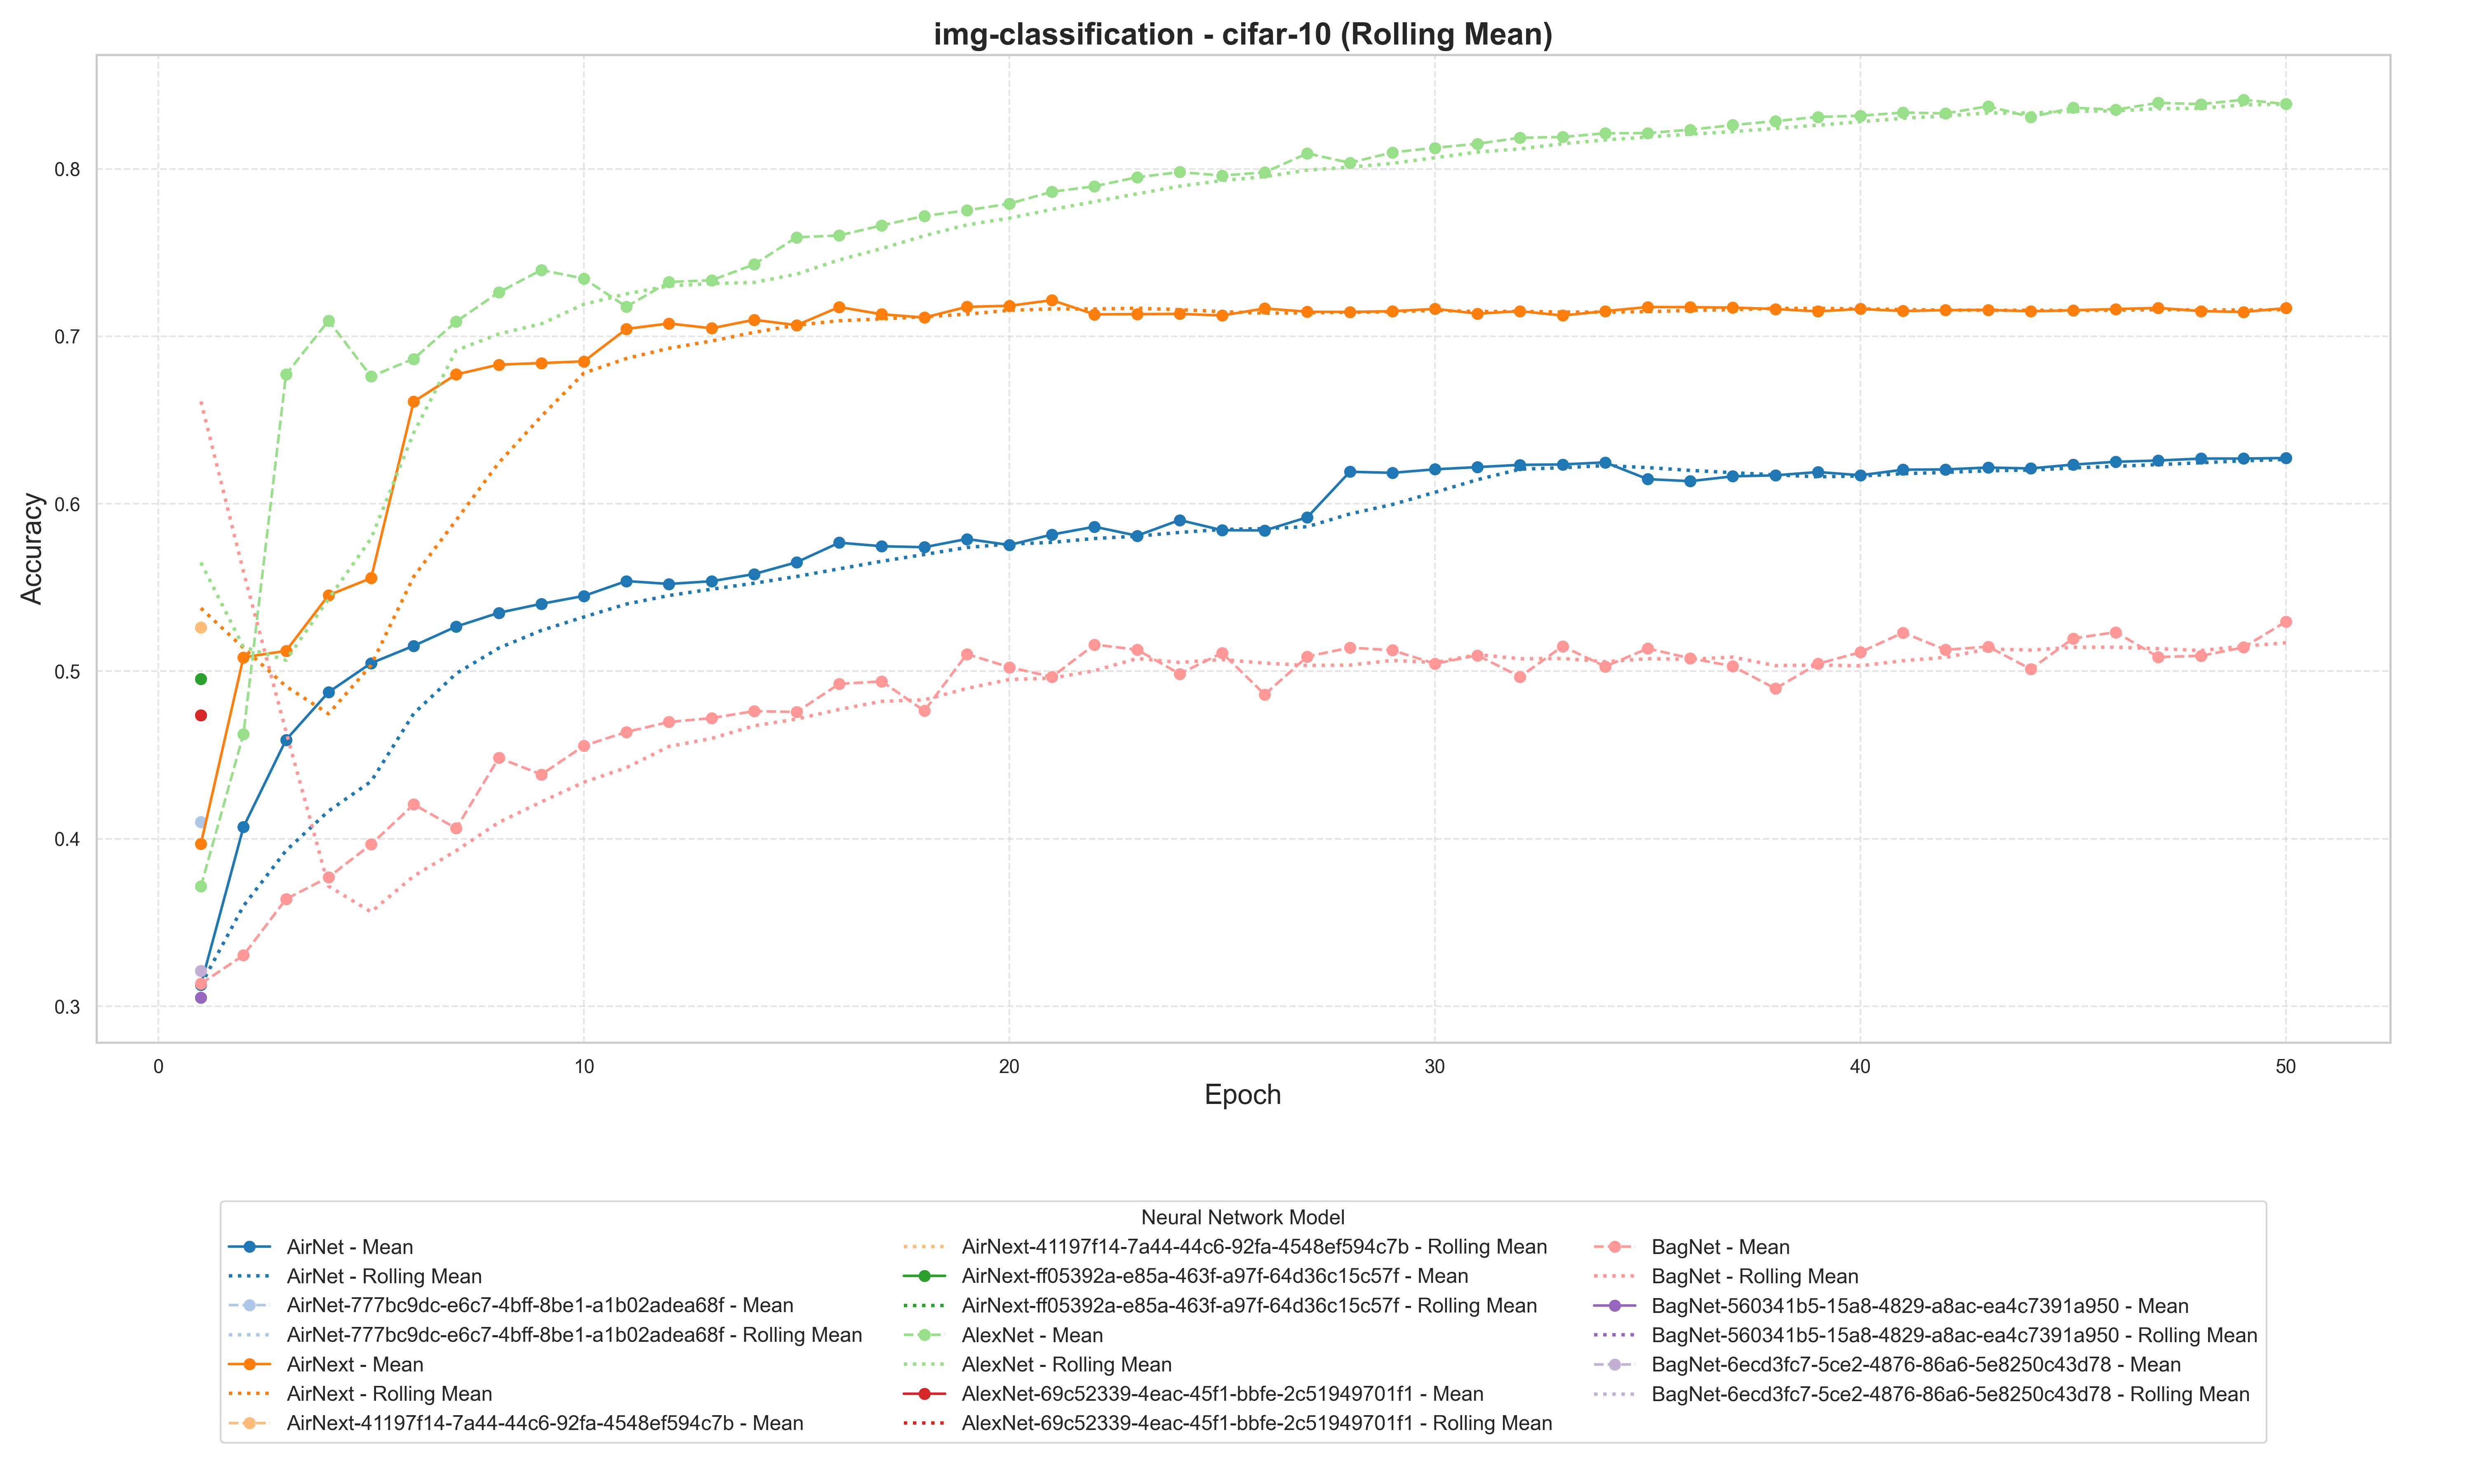 img-classification - cifar-10 (Rolling Mean)
Accuracy
0.8
0.7
0.6
0.5
0.4
0.3
0
10
20
30
40
50
Epoch
Neural Network Model
AirNet - Mean
AirNet - Rolling Mean
AirNet-777bc9dc-e6c7-4bff-8be1-a1b02adea68f - Mean
AirNet-777bc9dc-e6c7-4bff-8be1-a1b02adea68f - Rolling Mean
AirNext - Mean
AirNext - Rolling Mean
AirNext-41197f14-7a44-44c6-92fa-4548ef594c7b - Mean
AirNext-41197f14-7a44-44c6-92fa-4548ef594c7b - Rolling Mean
AirNext-ff05392a-e85a-463f-a97f-64d36c15c57f - Mean
AirNext-ff05392a-e85a-463f-a97f-64d36c15c57f - Rolling Mean
AlexNet - Mean
AlexNet - Rolling Mean
AlexNet-69c52339-4eac-45f1-bbfe-2c51949701f1 - Mean
AlexNet-69c52339-4eac-45f1-bbfe-2c51949701f1 - Rolling Mean
BagNet - Mean
BagNet - Rolling Mean
BagNet-560341b5-15a8-4829-a8ac-ea4c7391a950 - Mean
BagNet-560341b5-15a8-4829-a8ac-ea4c7391a950 - Rolling Mean
BagNet-6ecd3fc7-5ce2-4876-86a6-5e8250c43d78 - Mean
BagNet-6ecd3fc7-5ce2-4876-86a6-5e8250c43d78 - Rolling Mean